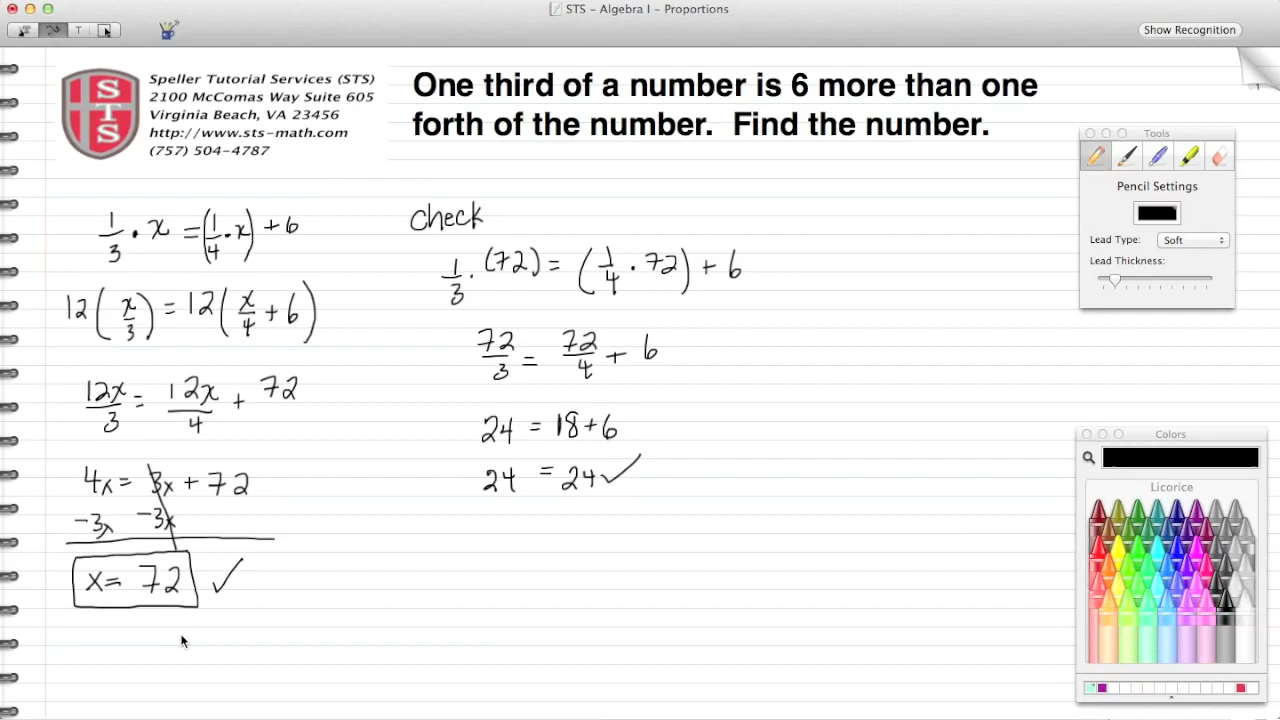 STS – Algebra I – Proportions
T
Show Recognition
STS
Speller Tutorial Services (STS)
2100 McComas Way Suite 605
Virginia Beach, VA 23456
http://www.sts-math.com
(757) 504-4787
One third of a number is 6 more than one
forth of the number. Find the number.
1/3 · x = (1/4 · x) + 6
12(x/3) = 12(x/4 + 6)
12x/3 = 12x/4 + 72
4x = 3x + 72
-3x -3x
x = 72 ✓
Check
1/3 · (72) = (1/4 · 72) + 6
72/3 = 72/4 + 6
24 = 18+6
24 = 24 ✓
Tools
Pencil Settings
Lead Type: Soft
Lead Thickness:
Colors
Licorice